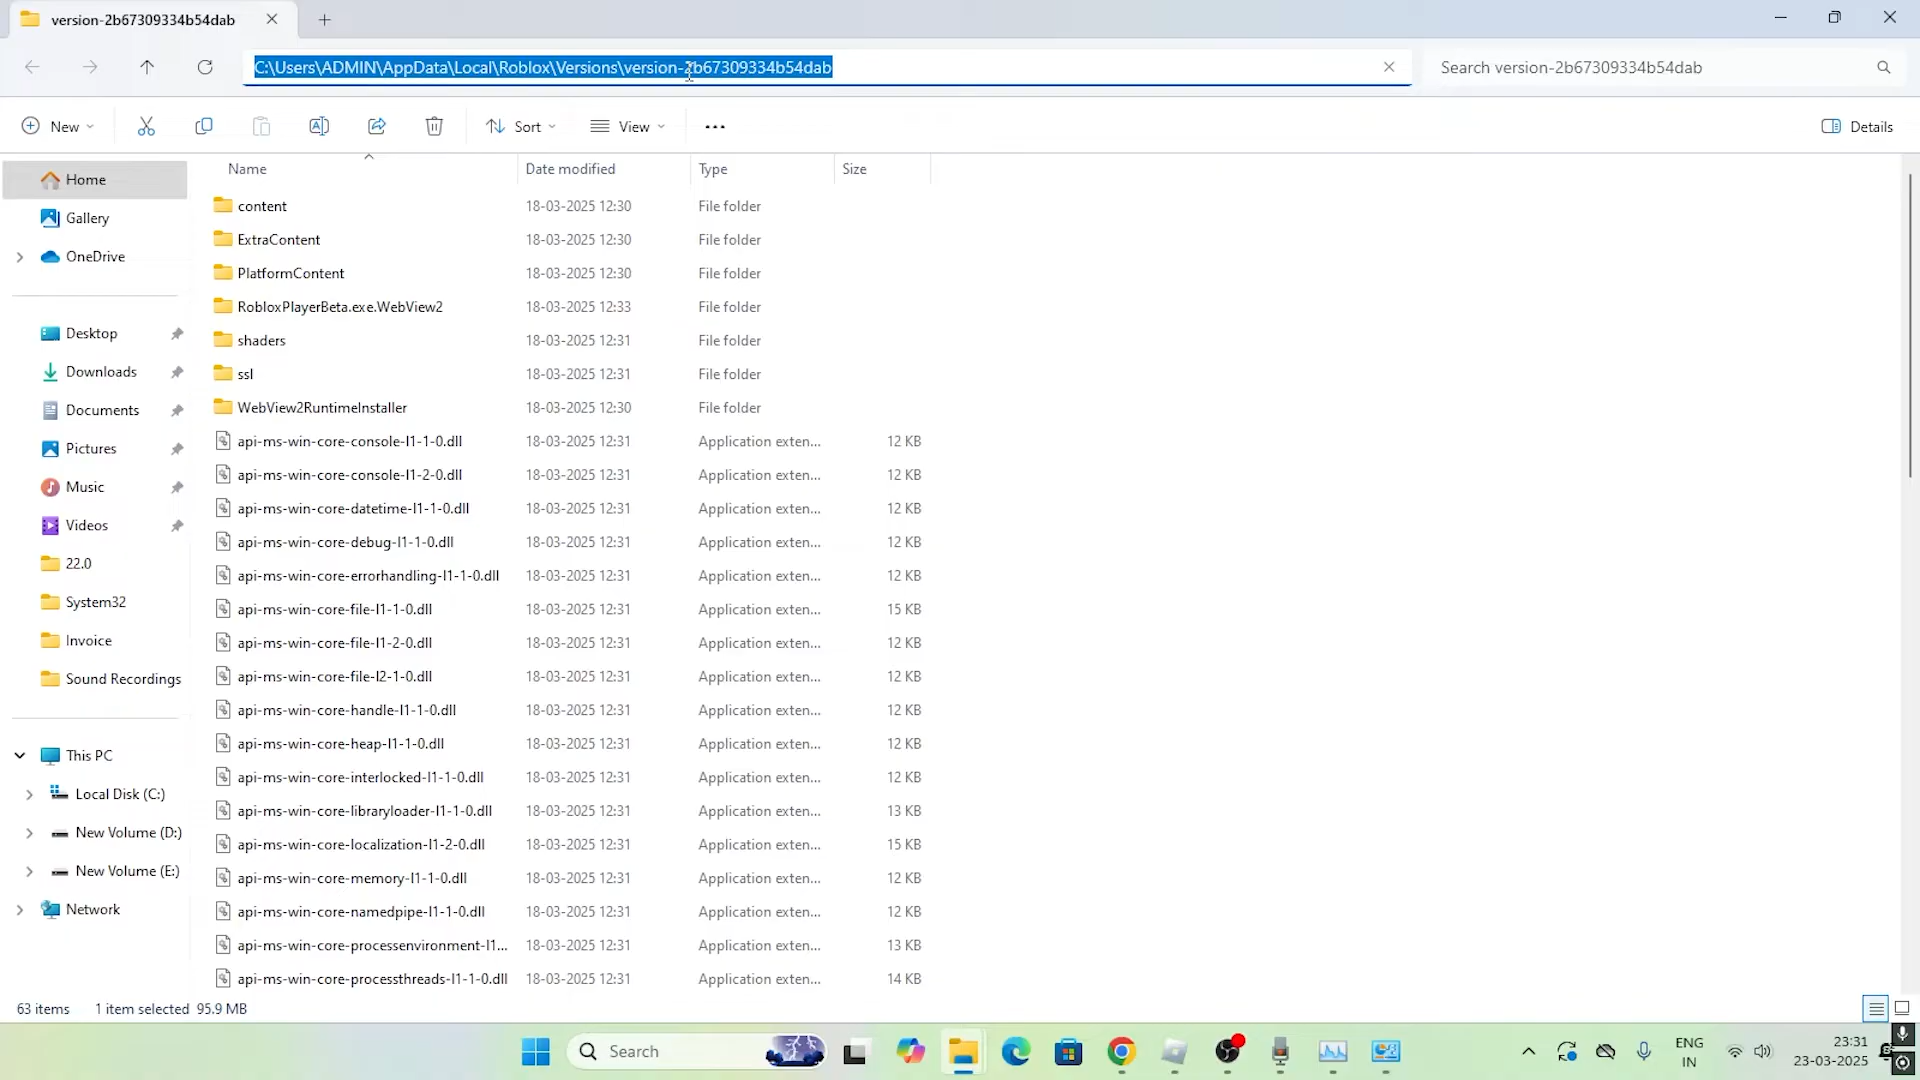 version-2b67309334b54dab
C:\Users\ADMIN\AppData\Local\Roblox\Versions\version-2b67309334b54dab
Search version-2b67309334b54dab
New
Sort
View
Details
Home
Gallery
OneDrive
Desktop
Downloads
Documents
Pictures
Music
Videos
22.0
System32
Invoice
Sound Recordings
This PC
Local Disk (C:)
New Volume (D:)
New Volume (E:)
Network
Name Date modified Type Size
content 18-03-2025 12:30 File folder
ExtraContent 18-03-2025 12:30 File folder
PlatformContent 18-03-2025 12:30 File folder
RobloxPlayerBeta.exe.WebView2 18-03-2025 12:33 File folder
shaders 18-03-2025 12:31 File folder
ssl 18-03-2025 12:31 File folder
WebView2RuntimeInstaller 18-03-2025 12:30 File folder
api-ms-win-core-console-l1-1-0.dll 18-03-2025 12:31 Application exten... 12 KB
api-ms-win-core-console-l1-2-0.dll 18-03-2025 12:31 Application exten... 12 KB
api-ms-win-core-datetime-l1-1-0.dll 18-03-2025 12:31 Application exten... 12 KB
api-ms-win-core-debug-l1-1-0.dll 18-03-2025 12:31 Application exten... 12 KB
api-ms-win-core-errorhandling-l1-1-0.dll 18-03-2025 12:31 Application exten... 12 KB
api-ms-win-core-file-l1-1-0.dll 18-03-2025 12:31 Application exten... 15 KB
api-ms-win-core-file-l1-2-0.dll 18-03-2025 12:31 Application exten... 12 KB
api-ms-win-core-file-l2-1-0.dll 18-03-2025 12:31 Application exten... 12 KB
api-ms-win-core-handle-l1-1-0.dll 18-03-2025 12:31 Application exten... 12 KB
api-ms-win-core-heap-l1-1-0.dll 18-03-2025 12:31 Application exten... 12 KB
api-ms-win-core-interlocked-l1-1-0.dll 18-03-2025 12:31 Application exten... 12 KB
api-ms-win-core-libraryloader-l1-1-0.dll 18-03-2025 12:31 Application exten... 13 KB
api-ms-win-core-localization-l1-2-0.dll 18-03-2025 12:31 Application exten... 15 KB
api-ms-win-core-memory-l1-1-0.dll 18-03-2025 12:31 Application exten... 12 KB
api-ms-win-core-namedpipe-l1-1-0.dll 18-03-2025 12:31 Application exten... 12 KB
api-ms-win-core-processenvironment-l1... 18-03-2025 12:31 Application exten... 13 KB
api-ms-win-core-processthreads-l1-1-0.dll 18-03-2025 12:31 Application exten... 14 KB
63 items 1 item selected 95.9 MB
Search
ENG
IN
23:31
23-03-2025